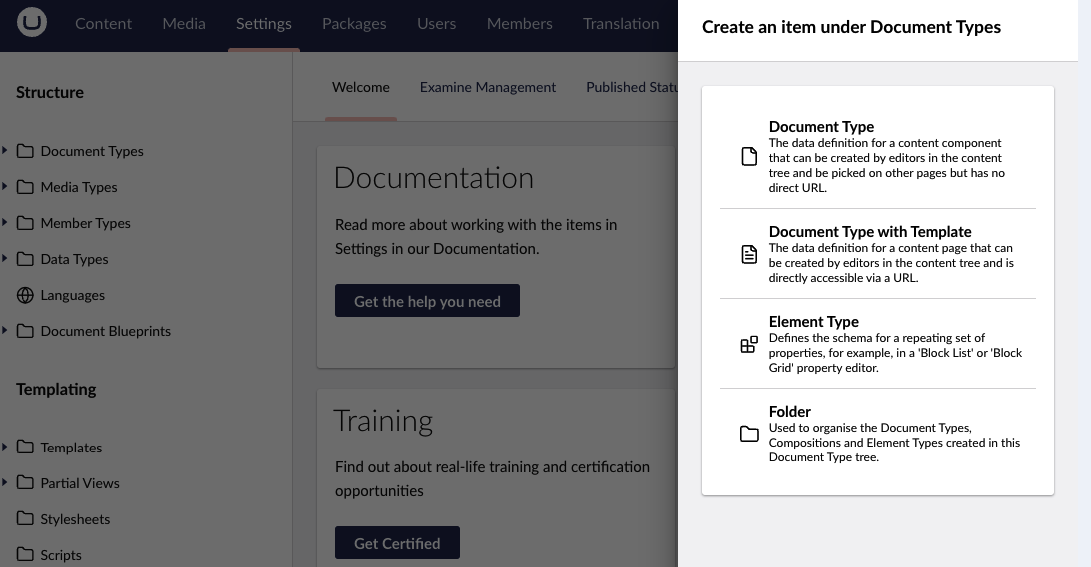 Content
Media
Settings
Packages
Users
Members
Translation
Create an item under Document Types
Structure
Document Types
Media Types
Member Types
Data Types
Languages
Document Blueprints
Templating
Templates
Partial Views
Stylesheets
Scripts
Welcome
Examine Management
Published Statu
Documentation
Read more about working with the items in
Settings in our Documentation.
Get the help you need
Training
Find out about real-life training and certification
opportunities
Get Certified
Document Type
The data definition for a content component
that can be created by editors in the content
tree and be picked on other pages but has no
direct URL.
Document Type with Template
The data definition for a content page that can
be created by editors in the content tree and is
directly accessible via a URL.
Element Type
Defines the schema for a repeating set of
properties, for example, in a 'Block List' or 'Block
Grid' property editor.
Folder
Used to organise the Document Types,
Compositions and Element Types created in this
Document Type tree.